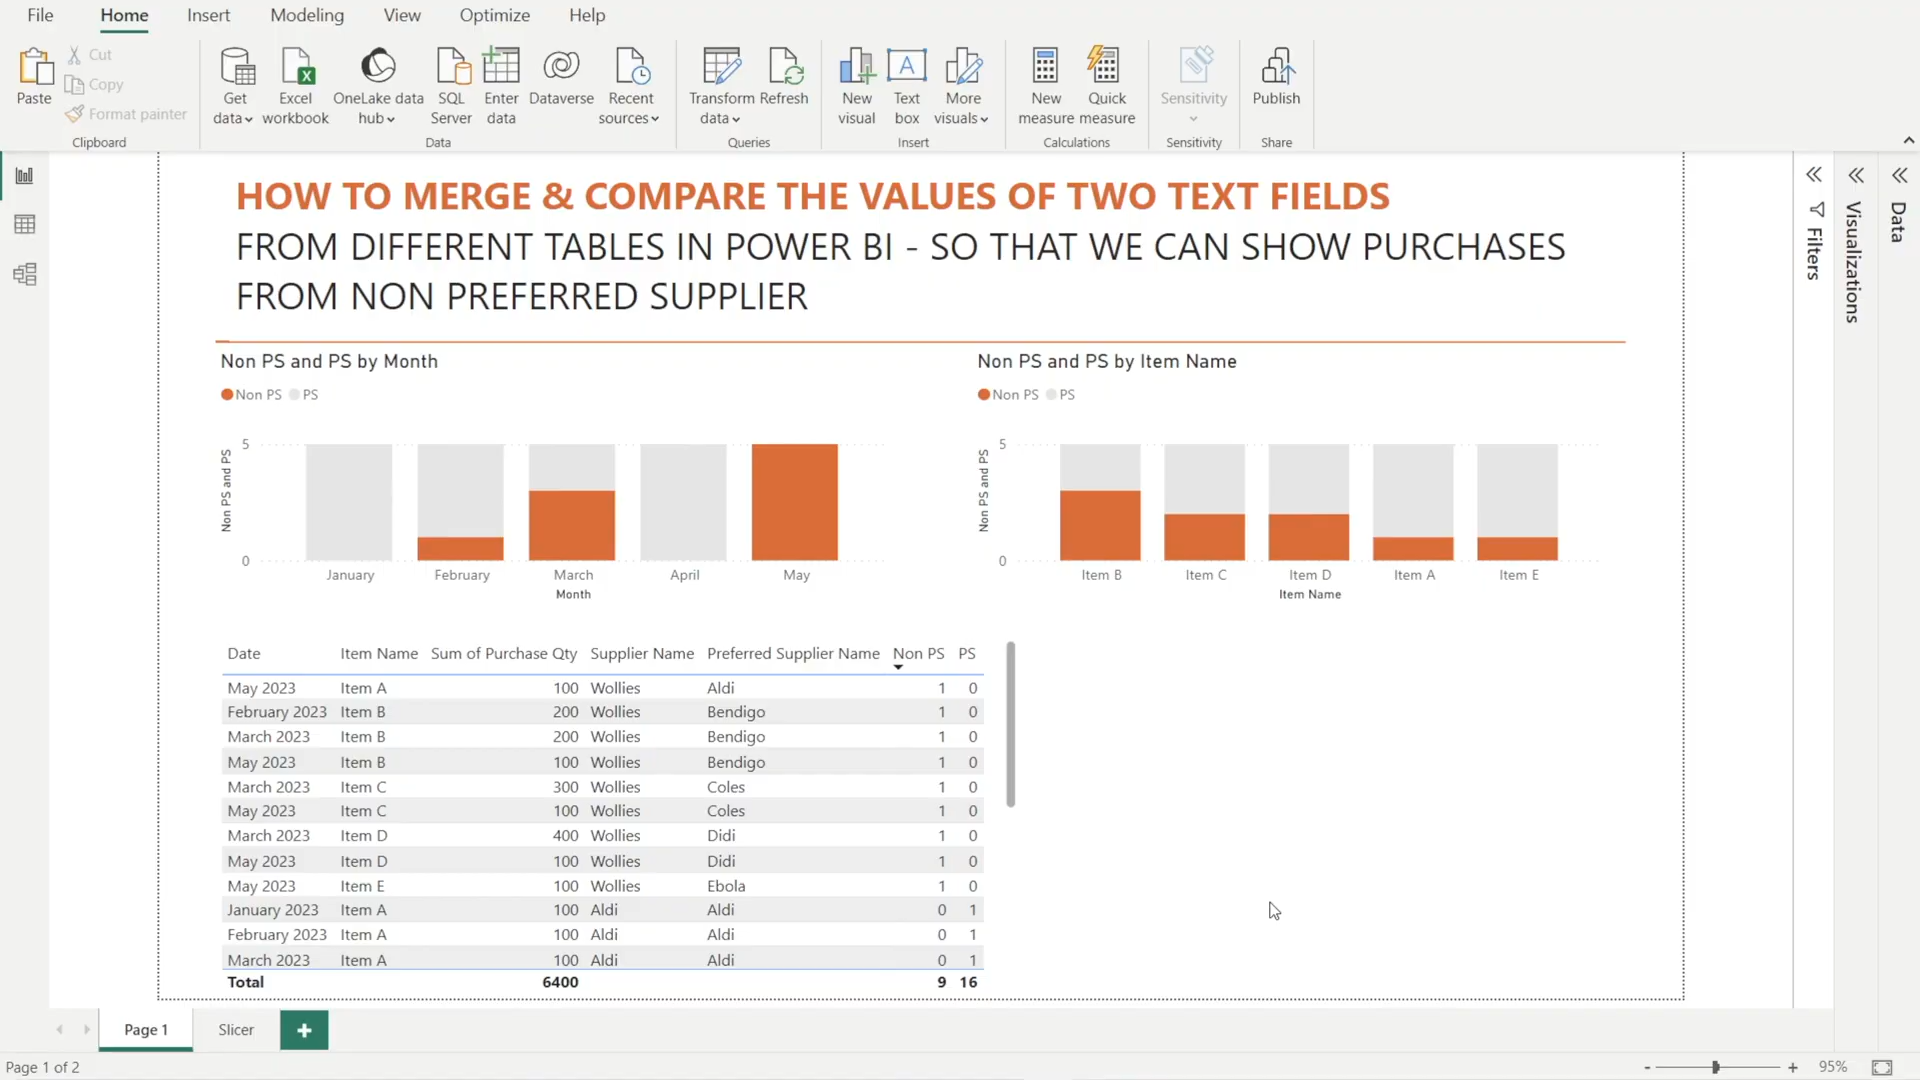 File Home Insert Modeling View Optimize Help
Paste
Cut
Copy
Format painter
Clipboard
Get data
Excel workbook
OneLake data hub
SQL Server
Enter data
Dataverse
Recent sources
Data
Transform data
Refresh
Queries
New visual
Text box
More visuals
Insert
New measure
Quick measure
Calculations
Sensitivity
Sensitivity
Publish
Share
HOW TO MERGE & COMPARE THE VALUES OF TWO TEXT FIELDS
FROM DIFFERENT TABLES IN POWER BI - SO THAT WE CAN SHOW PURCHASES
FROM NON PREFERRED SUPPLIER
Filters
Visualizations
Data
Non PS and PS by Month
Non PS PS
Non PS and PS
5
0
January February March April May
Month
Non PS and PS by Item Name
Non PS PS
Non PS and PS
5
0
Item B Item C Item D Item A Item E
Item Name
Date Item Name Sum of Purchase Qty Supplier Name Preferred Supplier Name Non PS PS
May 2023 Item A 100 Wollies Aldi 1 0
February 2023 Item B 200 Wollies Bendigo 1 0
March 2023 Item B 200 Wollies Bendigo 1 0
May 2023 Item B 100 Wollies Bendigo 1 0
March 2023 Item C 300 Wollies Coles 1 0
May 2023 Item C 100 Wollies Coles 1 0
March 2023 Item D 400 Wollies Didi 1 0
May 2023 Item D 100 Wollies Didi 1 0
May 2023 Item E 100 Wollies Ebola 1 0
January 2023 Item A 100 Aldi Aldi 0 1
February 2023 Item A 100 Aldi Aldi 0 1
March 2023 Item A 100 Aldi Aldi 0 1
Total 6400 9 16
Page 1 Slicer
Page 1 of 2
- + 95%